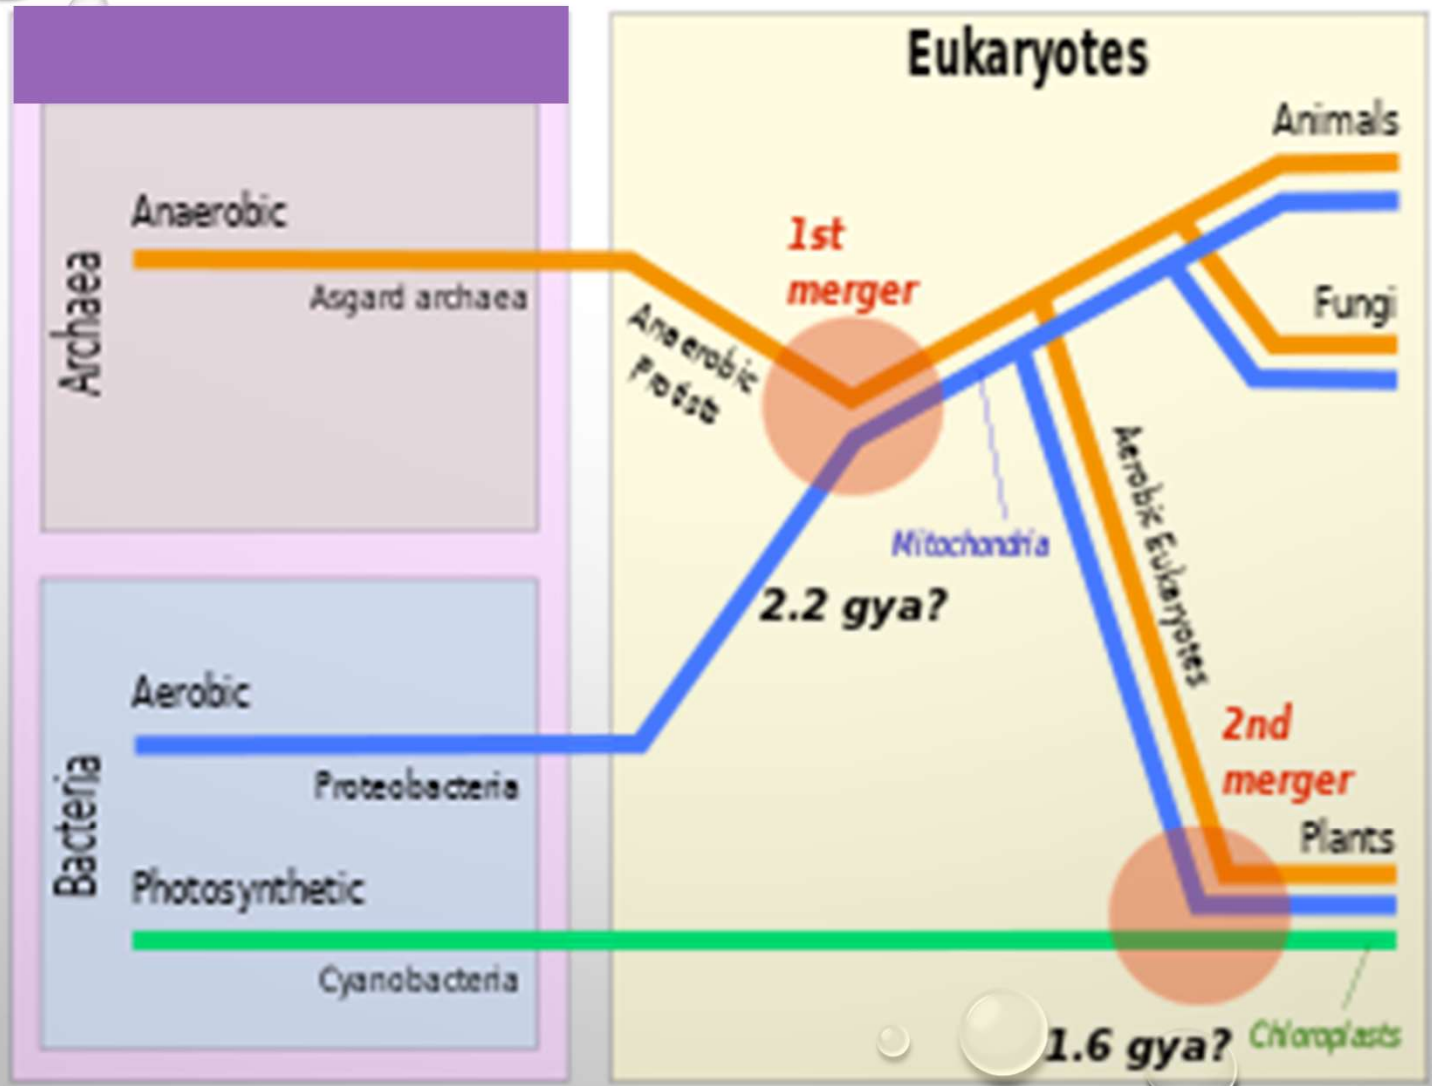 Eukaryotes
Archaea
Anaerobic
Asgard archaea
Anaerobic
Protists
1st
merger
Animals
Fungi
Mitochondria
2.2 gya?
Aerobic Eukaryotes
Bacteria
Aerobic
Proteobacteria
Photosynthetic
Cyanobacteria
2nd
merger
Plants
1.6 gya?
Chloroplasts